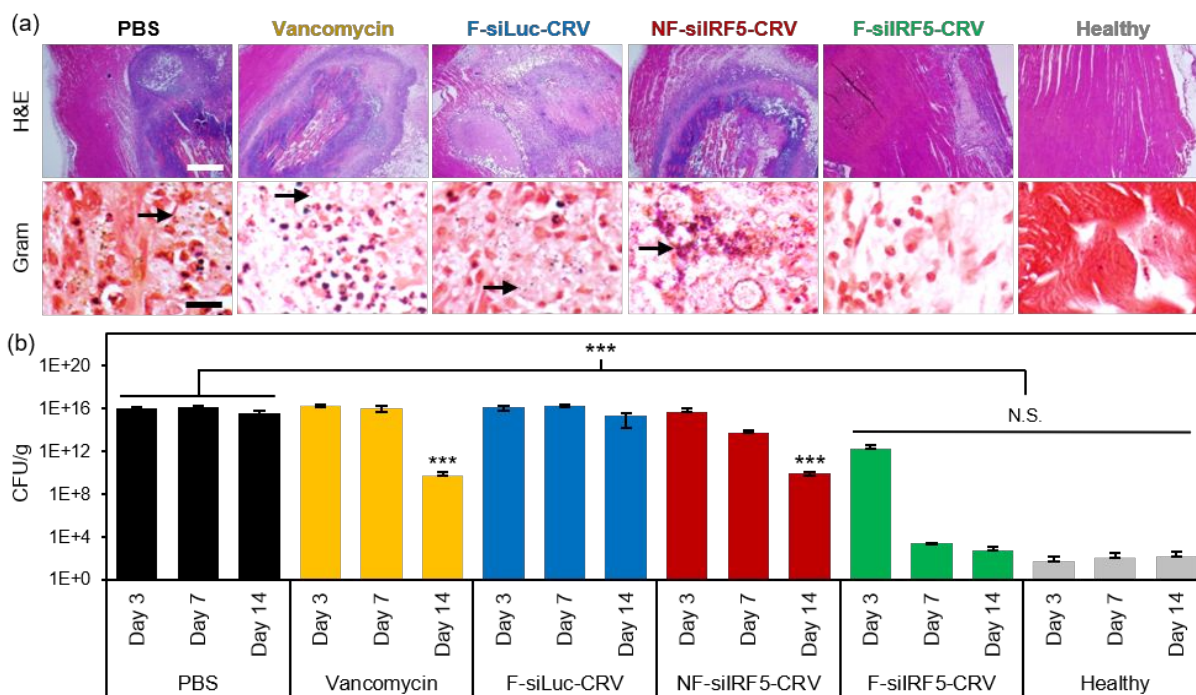 (a)
PBS Vancomycin F-siLuc-CRV NF-siIRF5-CRV F-siIRF5-CRV Healthy
H&E
Gram
(b)
***
1E+20
1E+16
1E+12
1E+8
1E+4
1E+0
CFU/g
*** *** N.S.
Day 3 Day 7 Day 14 Day 3 Day 7 Day 14 Day 3 Day 7 Day 14 Day 3 Day 7 Day 14 Day 3 Day 7 Day 14 Day 3 Day 7 Day 14
PBS Vancomycin F-siLuc-CRV NF-siIRF5-CRV F-siIRF5-CRV Healthy